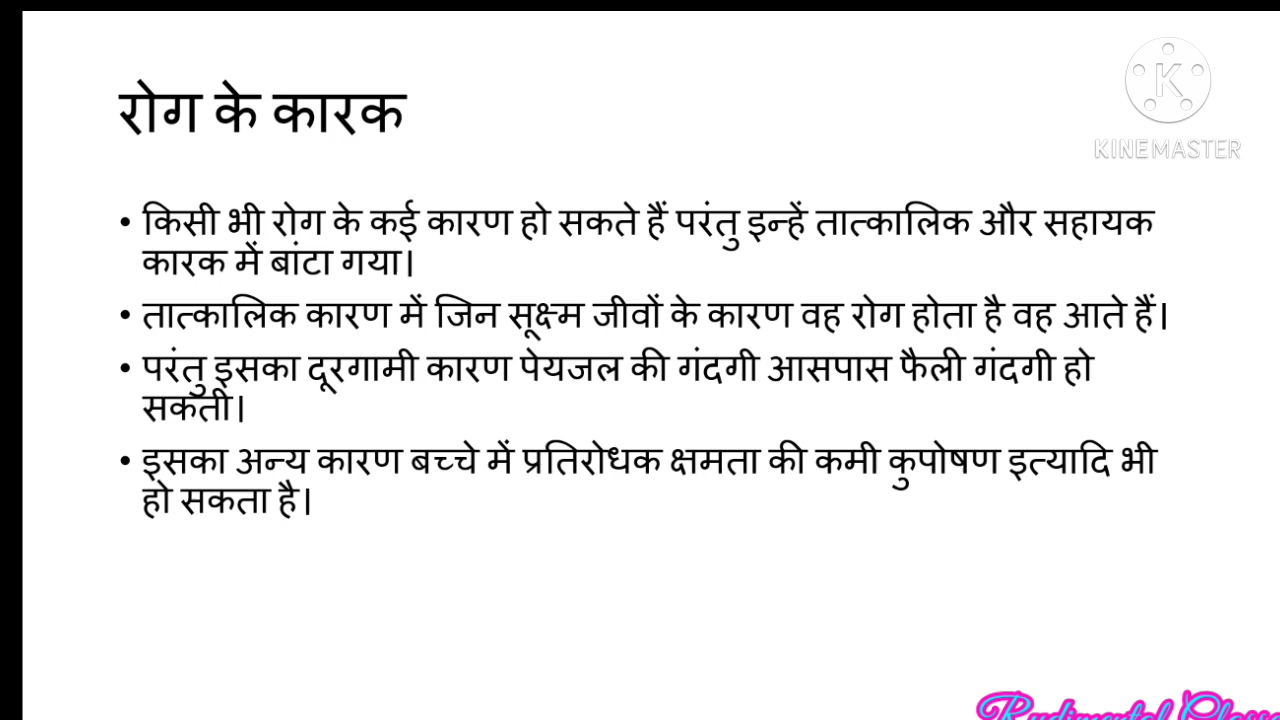 रोग के कारक
K
KINEMASTER
• किसी भी रोग के कई कारण हो सकते हैं परंतु इन्हें तात्कालिक और सहायक
कारक में बांटा गया।
• तात्कालिक कारण में जिन सूक्ष्म जीवों के कारण वह रोग होता है वह आते हैं।
• परंतु इसका दूरगामी कारण पेयजल की गंदगी आसपास फैली गंदगी हो
सकती।
• इसका अन्य कारण बच्चे में प्रतिरोधक क्षमता की कमी कुपोषण इत्यादि भी
हो सकता है।